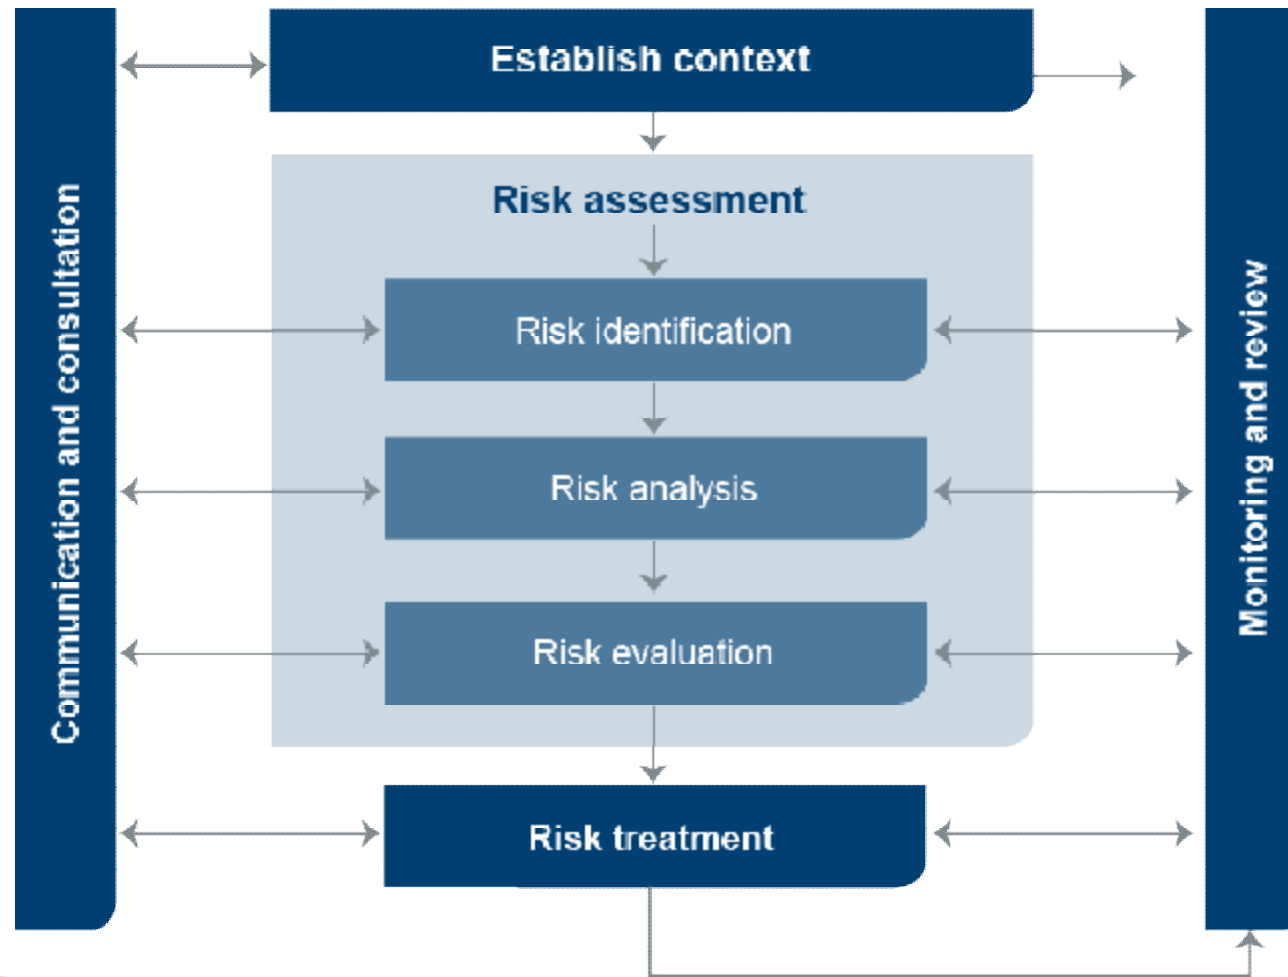 Establish context
Risk assessment
Risk identification
Risk analysis
Risk evaluation
Risk treatment
Communication and consultation
Monitoring and review